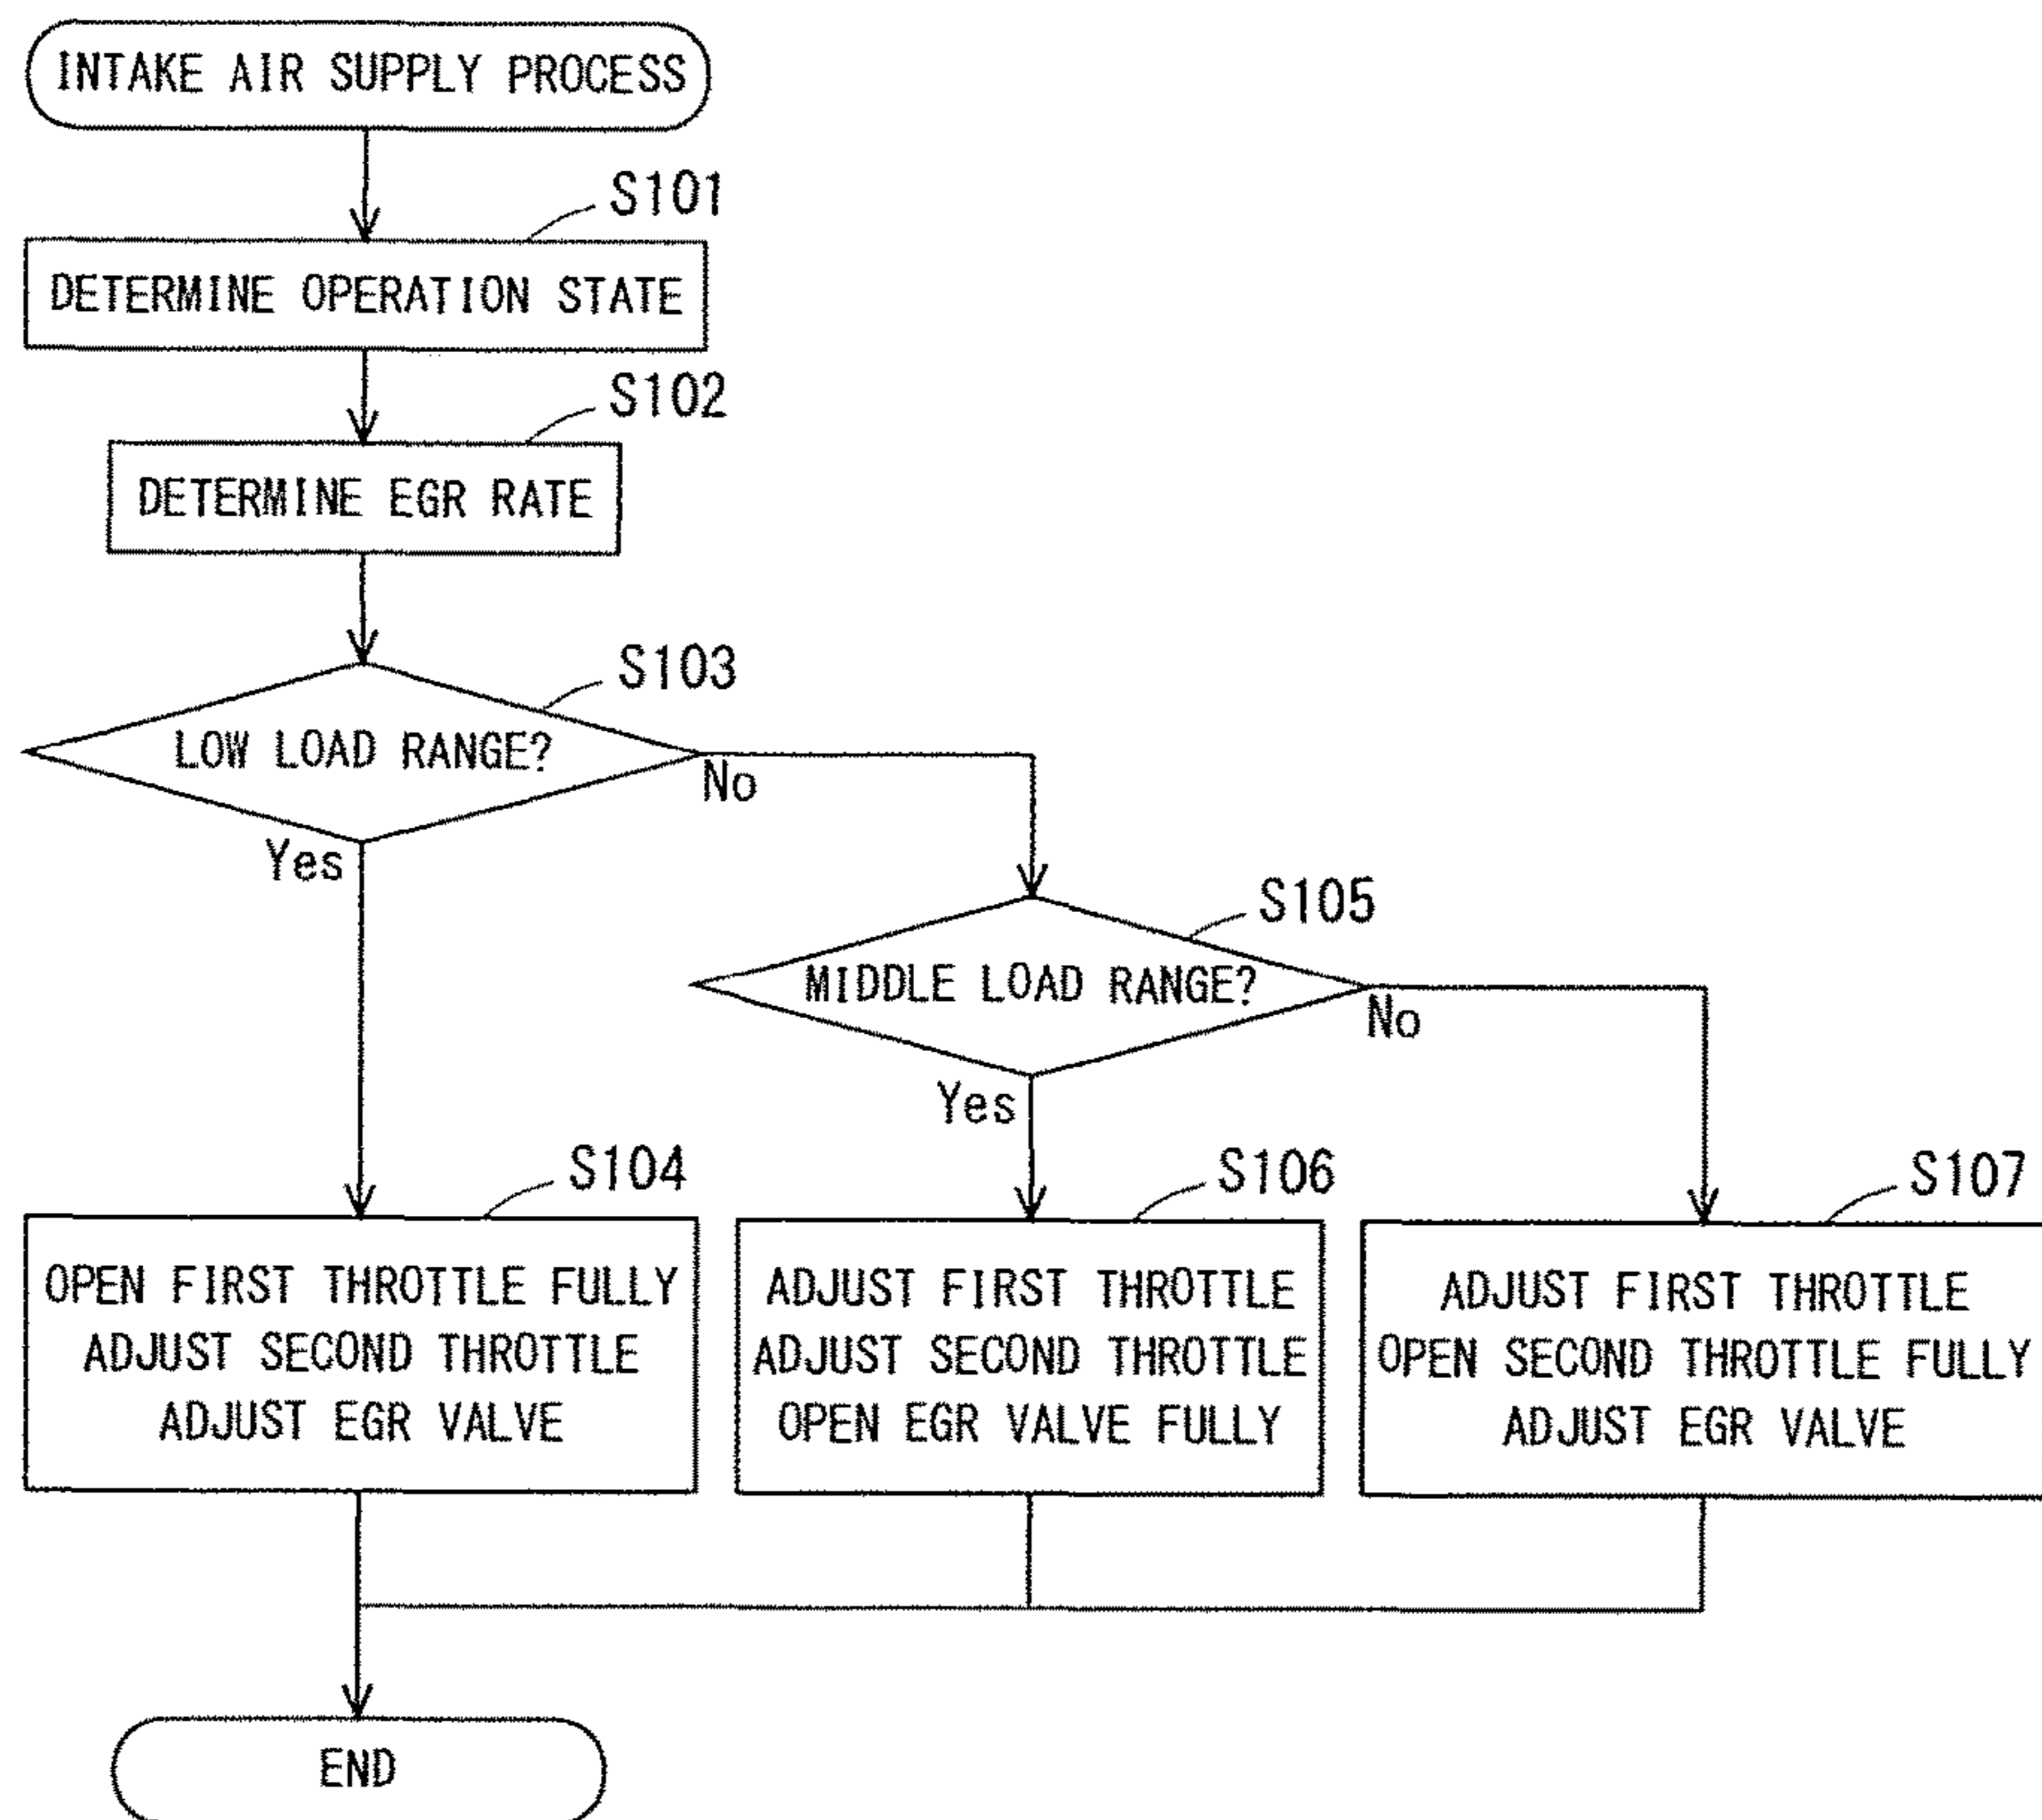 INTAKE AIR SUPPLY PROCESS
S101
DETERMINE OPERATION STATE
S102
DETERMINE EGR RATE
S103
LOW LOAD RANGE?
No
Yes
S105
MIDDLE LOAD RANGE?
No
Yes
S104
OPEN FIRST THROTTLE FULLY
ADJUST SECOND THROTTLE
ADJUST EGR VALVE
S106
ADJUST FIRST THROTTLE
ADJUST SECOND THROTTLE
OPEN EGR VALVE FULLY
S107
ADJUST FIRST THROTTLE
OPEN SECOND THROTTLE FULLY
ADJUST EGR VALVE
END